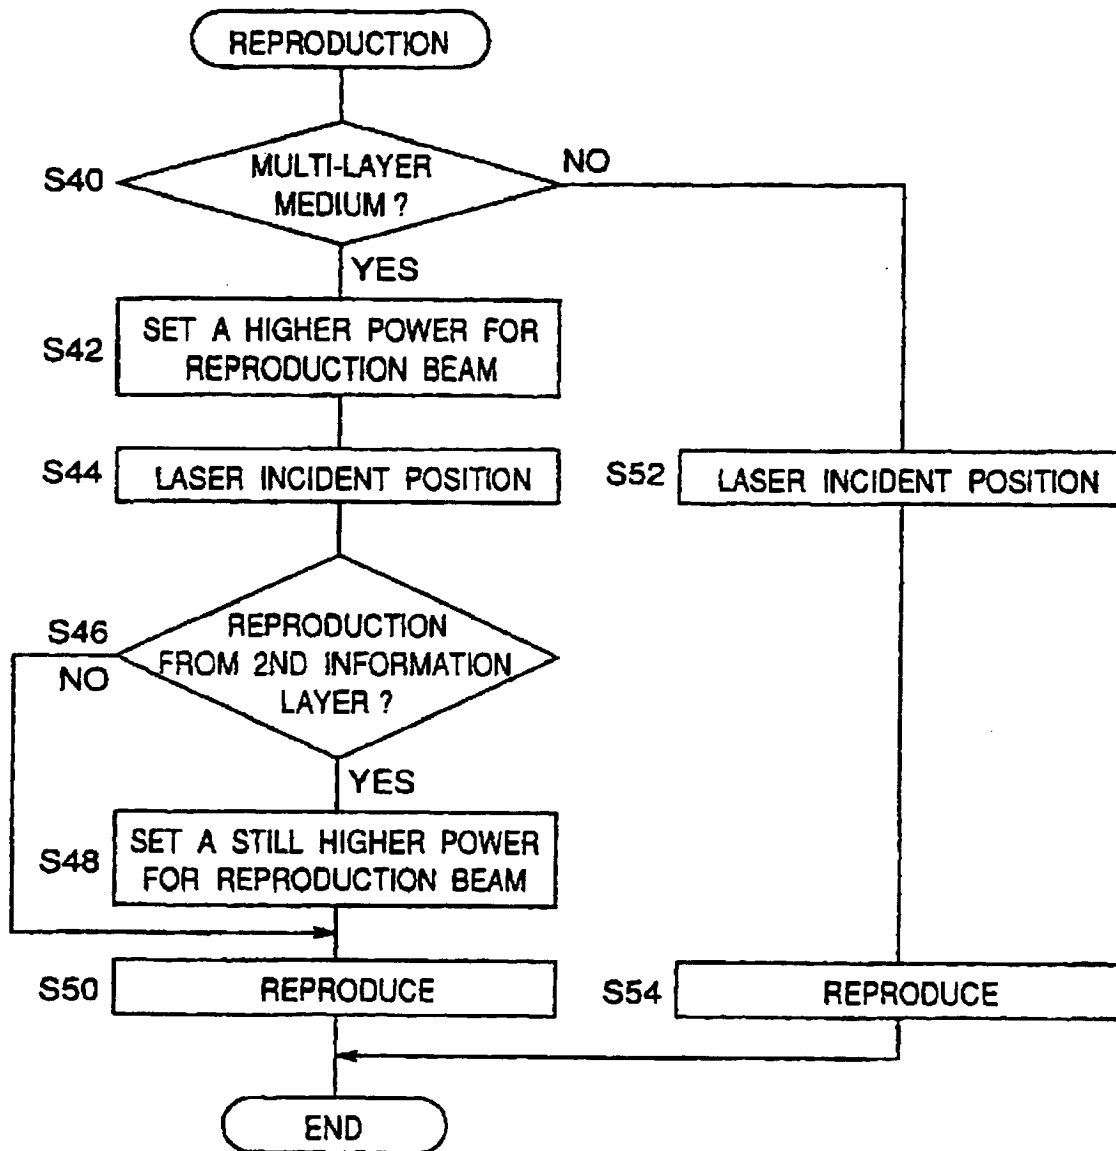 REPRODUCTION
S40
MULTI-LAYER
MEDIUM ?
NO
YES
S42
SET A HIGHER POWER FOR
REPRODUCTION BEAM
S44
LASER INCIDENT POSITION
S52
LASER INCIDENT POSITION
S46
NO
REPRODUCTION
FROM 2ND INFORMATION
LAYER ?
YES
S48
SET A STILL HIGHER POWER
FOR REPRODUCTION BEAM
S50
REPRODUCE
S54
REPRODUCE
END